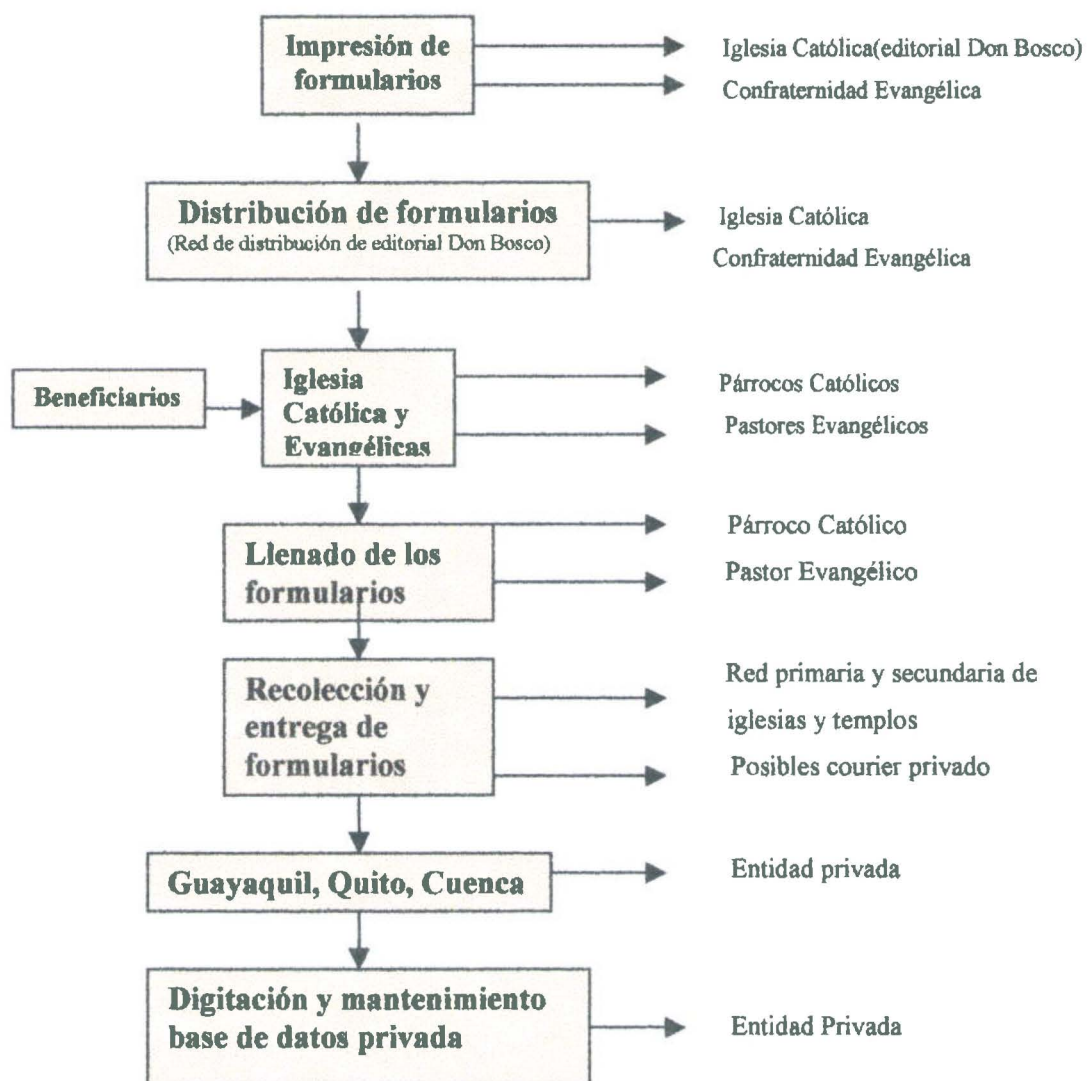 Impresión de
formularios
Iglesia Católica(editorial Don Bosco)
Confraternidad Evangélica
Distribución de formularios
(Red de distribución de editorial Don Bosco)
Iglesia Católica
Confraternidad Evangélica
Beneficiarios
Iglesia
Católica y
Evangélicas
Párrocos Católicos
Pastores Evangélicos
Llenado de los
formularios
Párroco Católico
Pastor Evangélico
Recolección y
entrega de
formularios
Red primaria y secundaria de
iglesias y templos
Posibles courier privado
Guayaquil, Quito, Cuenca
Entidad privada
Digitación y mantenimiento
base de datos privada
Entidad Privada